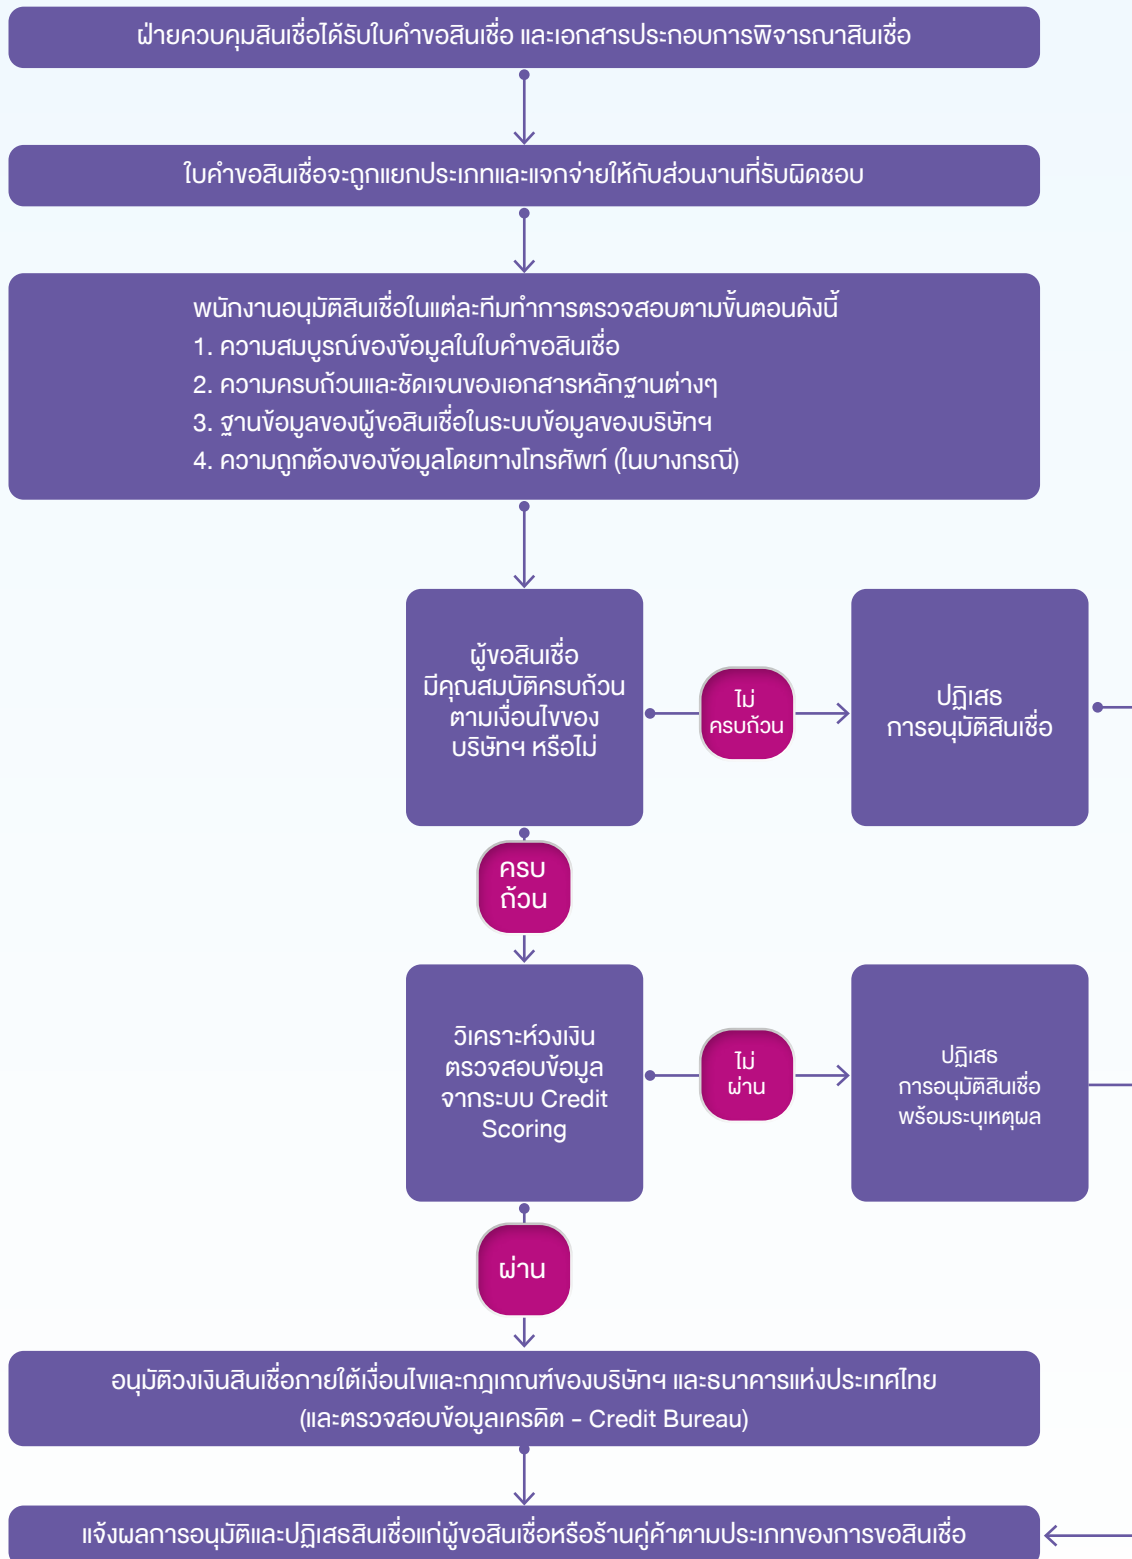 ฝ่ายควบคุมสินเชื่อได้รับใบคำขอสินเชื่อ และเอกสารประกอบการพิจารณาสินเชื่อ
ใบคำขอสินเชื่อจะถูกแยกประเภทและแจกจ่ายให้กับส่วนงานที่รับผิดชอบ
พนักงานอนุมัติสินเชื่อในแต่ละทีมทำการตรวจสอบตามขั้นตอนดังนี้
1. ความสมบูรณ์ของข้อมูลในใบคำขอสินเชื่อ
2. ความครบถ้วนและชัดเจนของเอกสารหลักฐานต่างๆ
3. ฐานข้อมูลของผู้ขอสินเชื่อในระบบข้อมูลของบริษัทฯ
4. ความถูกต้องของข้อมูลโดยทางโทรศัพท์ (ในบางกรณี)
ผู้ขอสินเชื่อ
มีคุณสมบัติครบถ้วน
ตามเงื่อนไขของ
บริษัทฯ หรือไม่
ไม่
ครบถ้วน
ปฏิเสธ
การอนุมัติสินเชื่อ
ครบ
ถ้วน
วิเคราะห์วงเงิน
ตรวจสอบข้อมูล
จากระบบ Credit
Scoring
ไม่
ผ่าน
ปฏิเสธ
การอนุมัติสินเชื่อ
พร้อมระบุเหตุผล
ผ่าน
อนุมัติวงเงินสินเชื่อภายใต้เงื่อนไขและกฎเกณฑ์ของบริษัทฯ และธนาคารแห่งประเทศไทย
(และตรวจสอบข้อมูลเครดิต - Credit Bureau)
แจ้งผลการอนุมัติและปฏิเสธสินเชื่อแก่ผู้ขอสินเชื่อหรือร้านคู่ค้าตามประเภทของการขอสินเชื่อ